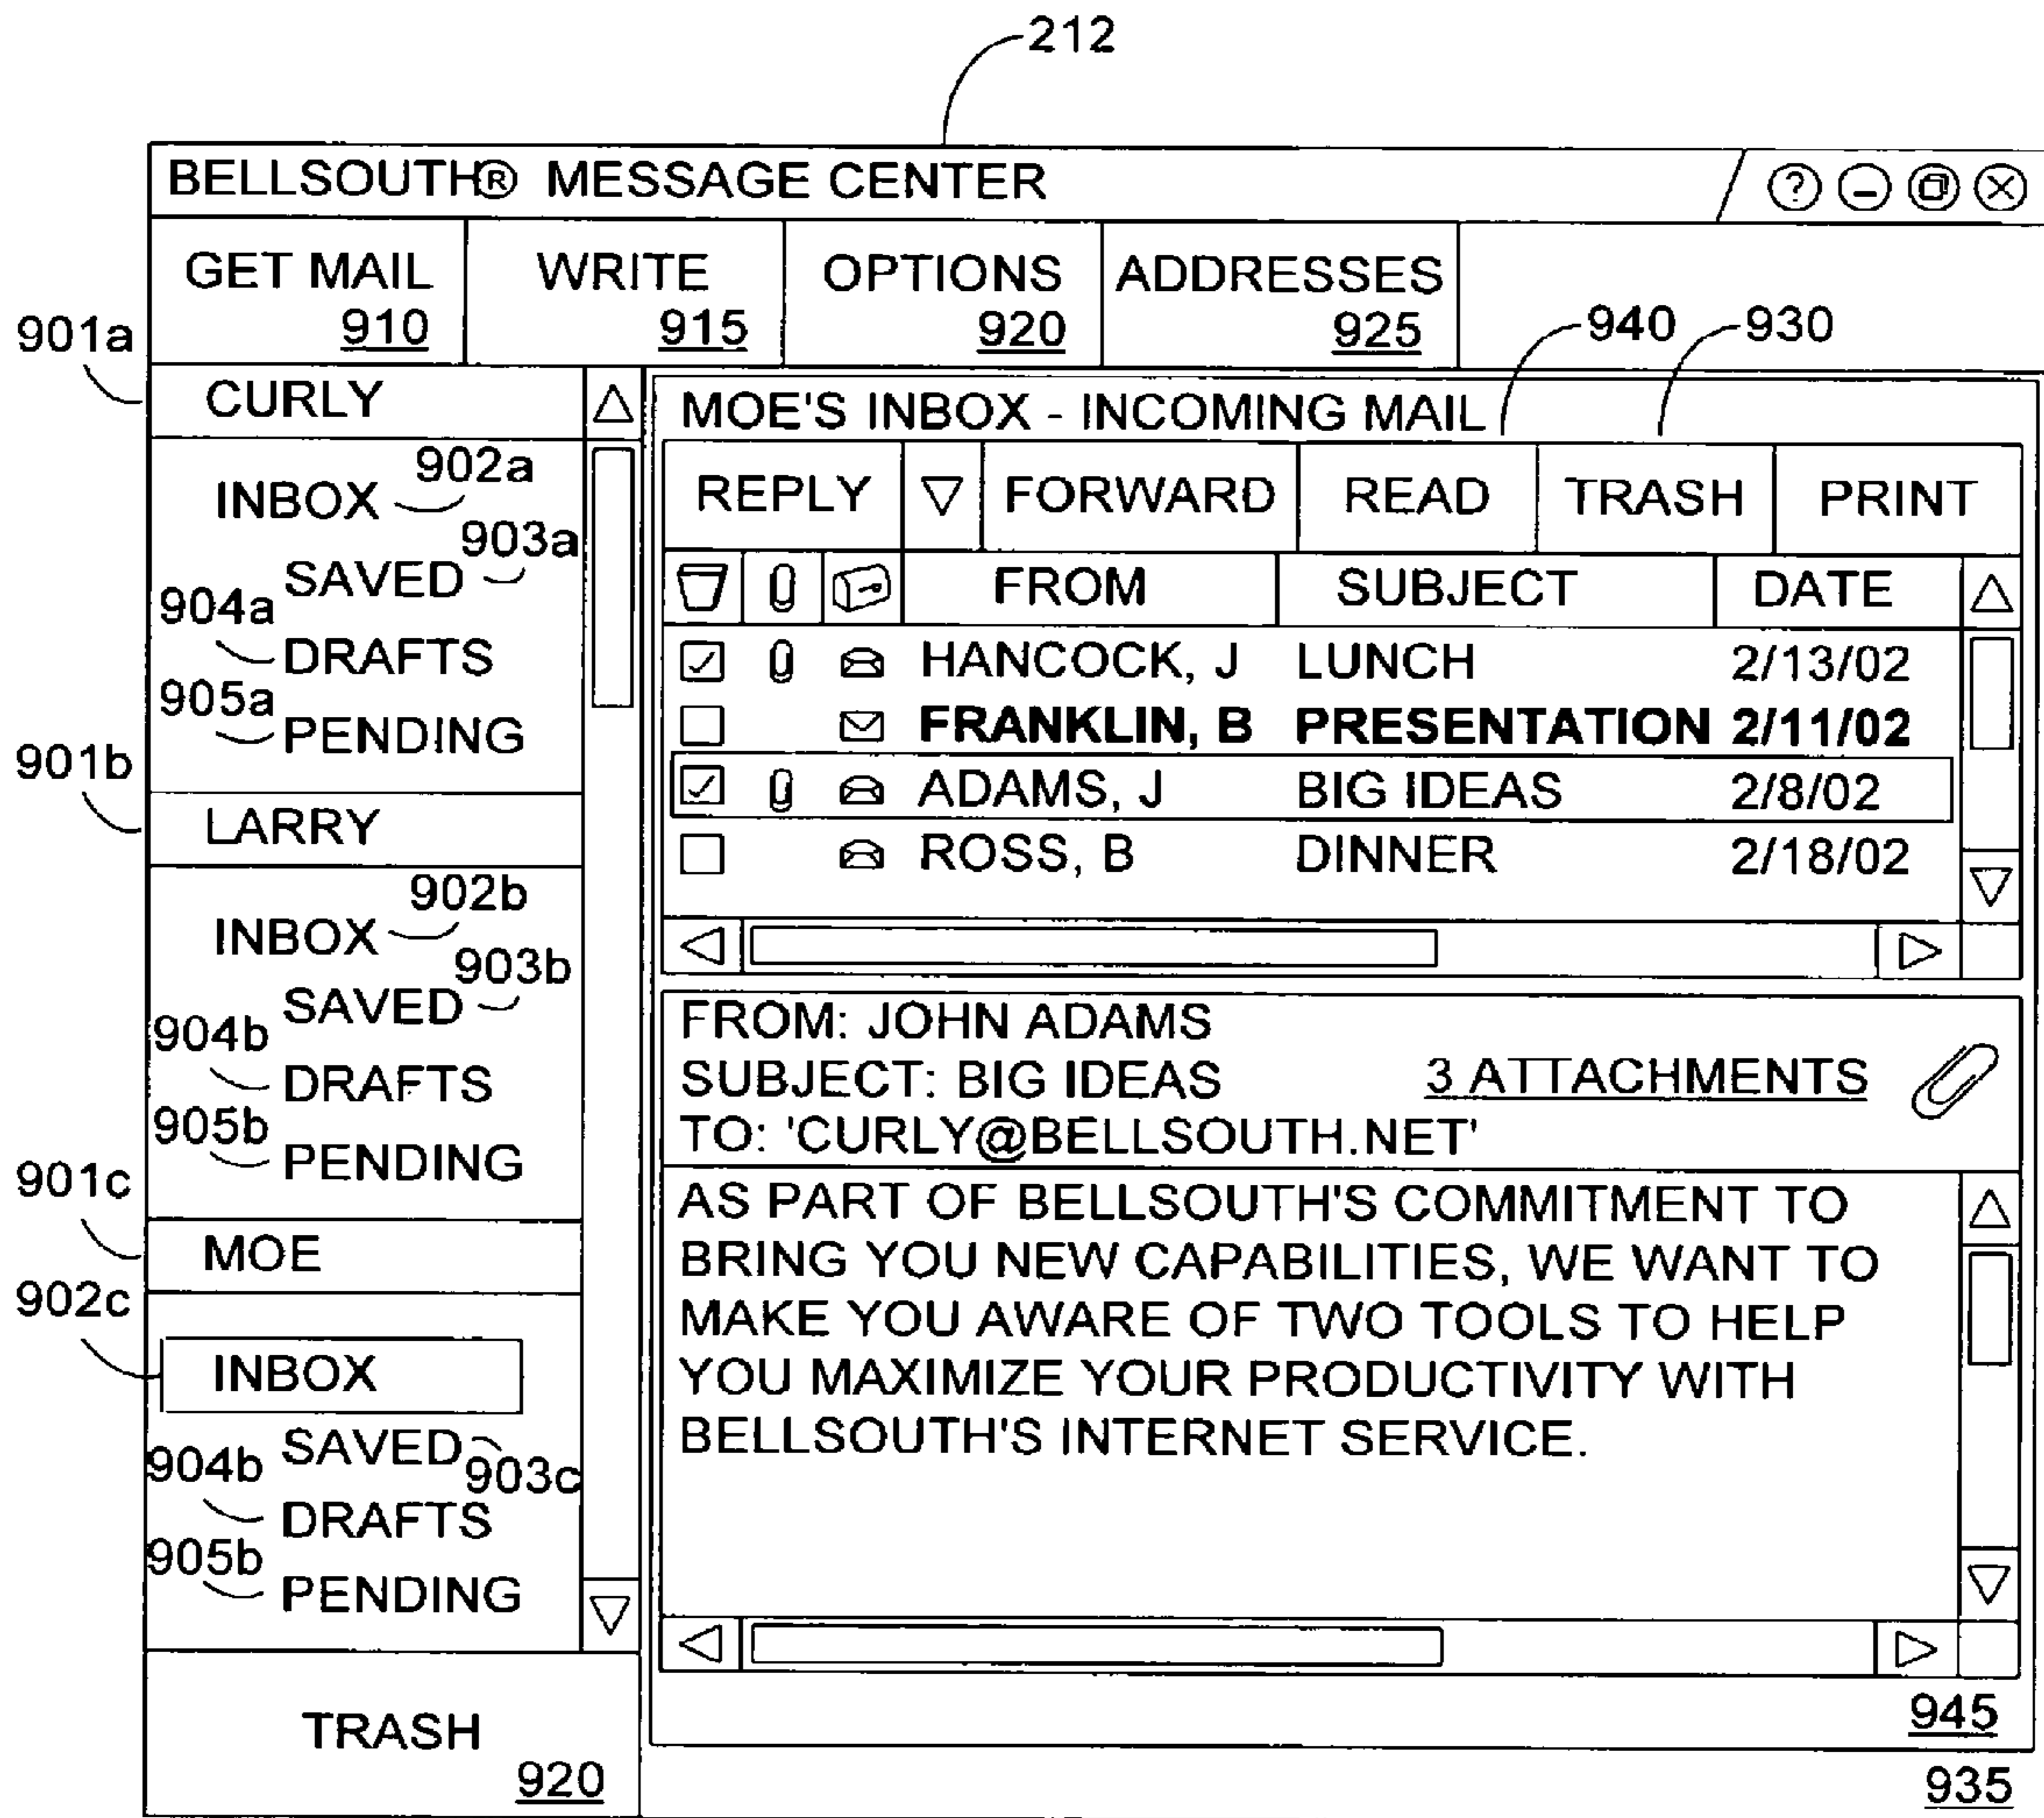 212
BELLSOUTH® MESSAGE CENTER ?
GET MAIL WRITE OPTIONS ADDRESSES
910 915 920 925
940 930
901a
CURLY
902a
INBOX
903a
SAVED
904a
DRAFTS
905a
PENDING
901b
LARRY
902b
INBOX
903b
SAVED
904b
DRAFTS
905b
PENDING
901c
MOE
902c
INBOX
SAVED
903c
904b
DRAFTS
905b
PENDING
TRASH
920
MOE'S INBOX - INCOMING MAIL
REPLY FORWARD READ TRASH PRINT
FROM SUBJECT DATE
HANCOCK, J LUNCH 2/13/02
FRANKLIN, B PRESENTATION 2/11/02
ADAMS, J BIG IDEAS 2/8/02
ROSS, B DINNER 2/18/02
FROM: JOHN ADAMS
SUBJECT: BIG IDEAS 3 ATTACHMENTS
TO: 'CURLY@BELLSOUTH.NET'
AS PART OF BELLSOUTH'S COMMITMENT TO
BRING YOU NEW CAPABILITIES, WE WANT TO
MAKE YOU AWARE OF TWO TOOLS TO HELP
YOU MAXIMIZE YOUR PRODUCTIVITY WITH
BELLSOUTH'S INTERNET SERVICE.
945
935